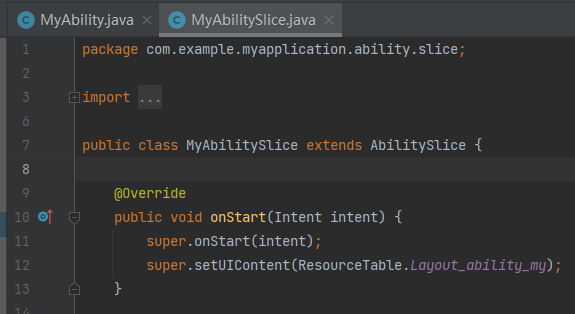 MyAbility.java × MyAbilitySlice.java ×
1 package com.example.myapplication.ability.slice;
2
3 import ...
6
7 public class MyAbilitySlice extends AbilitySlice {
8
9 @Override
10 public void onStart(Intent intent) {
11 super.onStart(intent);
12 super.setUIContent(ResourceTable.Layout_ability_my);
13 }
14